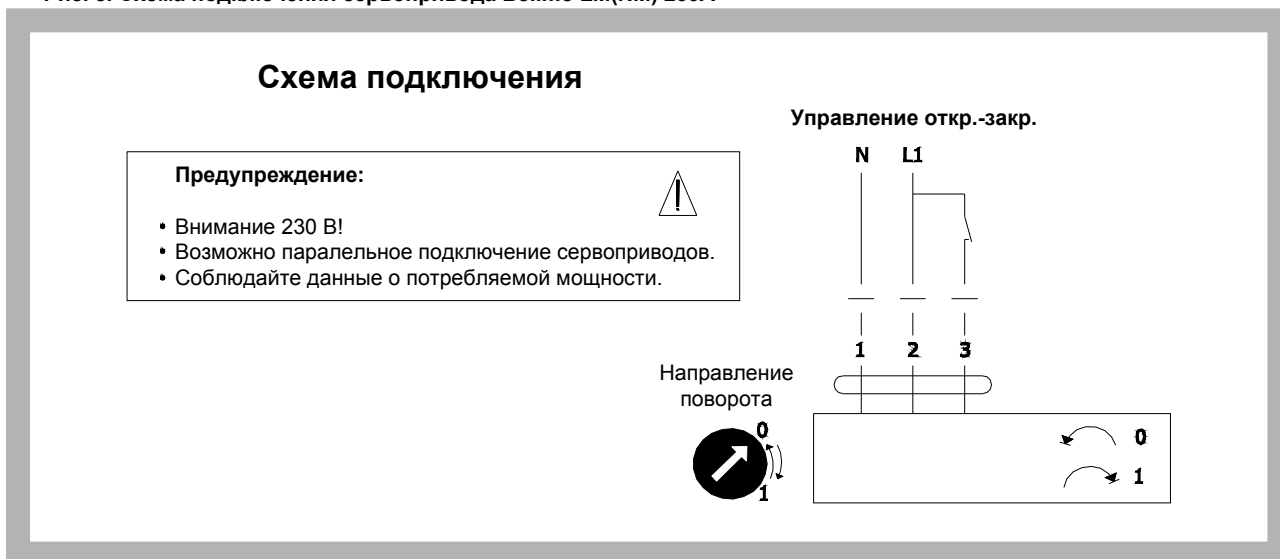 Схема подключения
Управление откр.-закр.
N L1
Предупреждение:
• Внимание 230 В!
• Возможно паралельное подключение сервоприводов.
• Соблюдайте данные о потребляемой мощности.
1 2 3
Направление
поворота
0
1
0
1